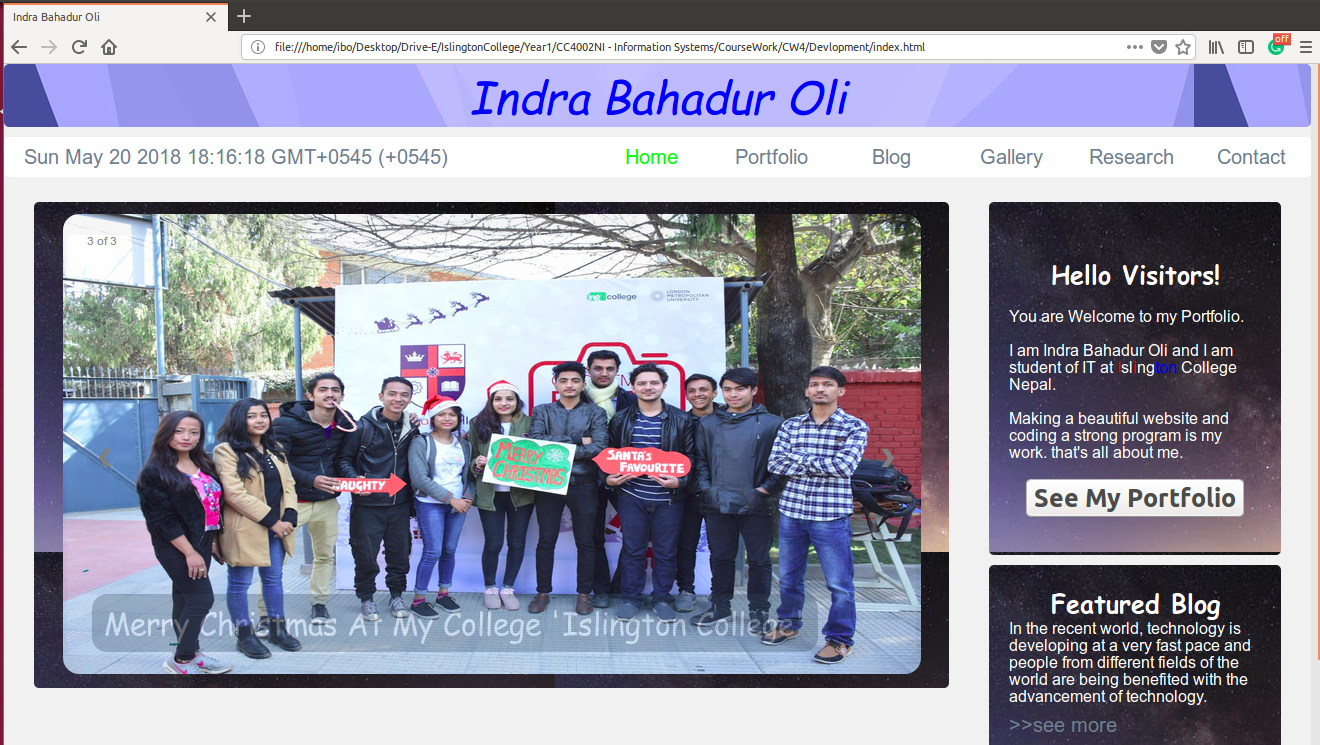 Indra Bahadur Oli
file:///home/ibo/Desktop/Drive-E/IslingtonCollege/Year1/CC4002NI - Information Systems/CourseWork/CW4/Devlopment/index.html
off
Indra Bahadur Oli
Sun May 20 2018 18:16:18 GMT+0545 (+0545)
Home
Portfolio
Blog
Gallery
Research
Contact
3 of 3
ing college
LONDON
METROPOLITAN
UNIVERSITY
NAUGHTY
MERRY
CHRISTMAS
SANTA'S
FAVOURITE
Merry Christmas At My College 'Islington College'
Hello Visitors!
You are Welcome to my Portfolio.
I am Indra Bahadur Oli and I am
student of IT at Islington College
Nepal.
Making a beautiful website and
coding a strong program is my
work. that's all about me.
See My Portfolio
Featured Blog
In the recent world, technology is
developing at a very fast pace and
people from different fields of the
world are being benefited with the
advancement of technology.
>>see more